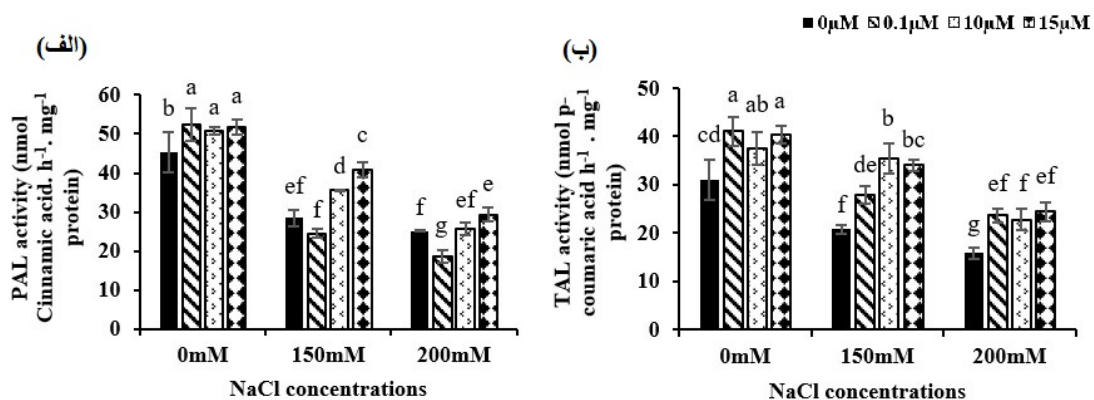 0µM 0.1µM 10µM 15µM
(الف)
PAL activity (nmol
Cinnamic acid. h-1. mg-1
protein)
60
50
40
30
20
10
0
b a a a
ef f d c
f g ef e
0mM 150mM 200mM
NaCl concentrations
(ب)
TAL activity (nmol p-
coumaric acid h-1 . mg-1
protein)
50
40
30
20
10
0
cd a ab a
f de b bc
g ef f ef
0mM 150mM 200mM
NaCl concentrations